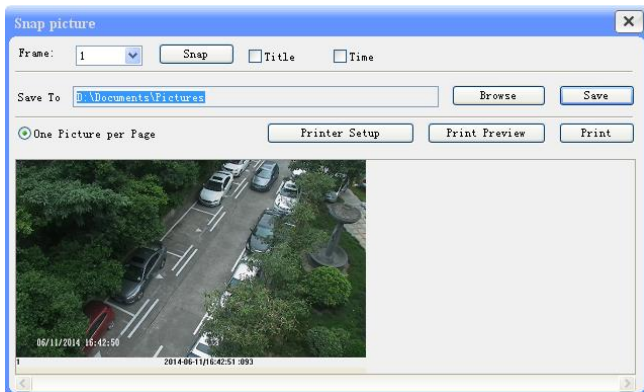 Snap picture
Frame: 1 Snap Title Time
Save To D:\Documents\Pictures Browse Save
One Picture per Page Printer Setup Print Preview Print
06/11/2014 16:42:50
1 2014-06-11/16:42:51 :093